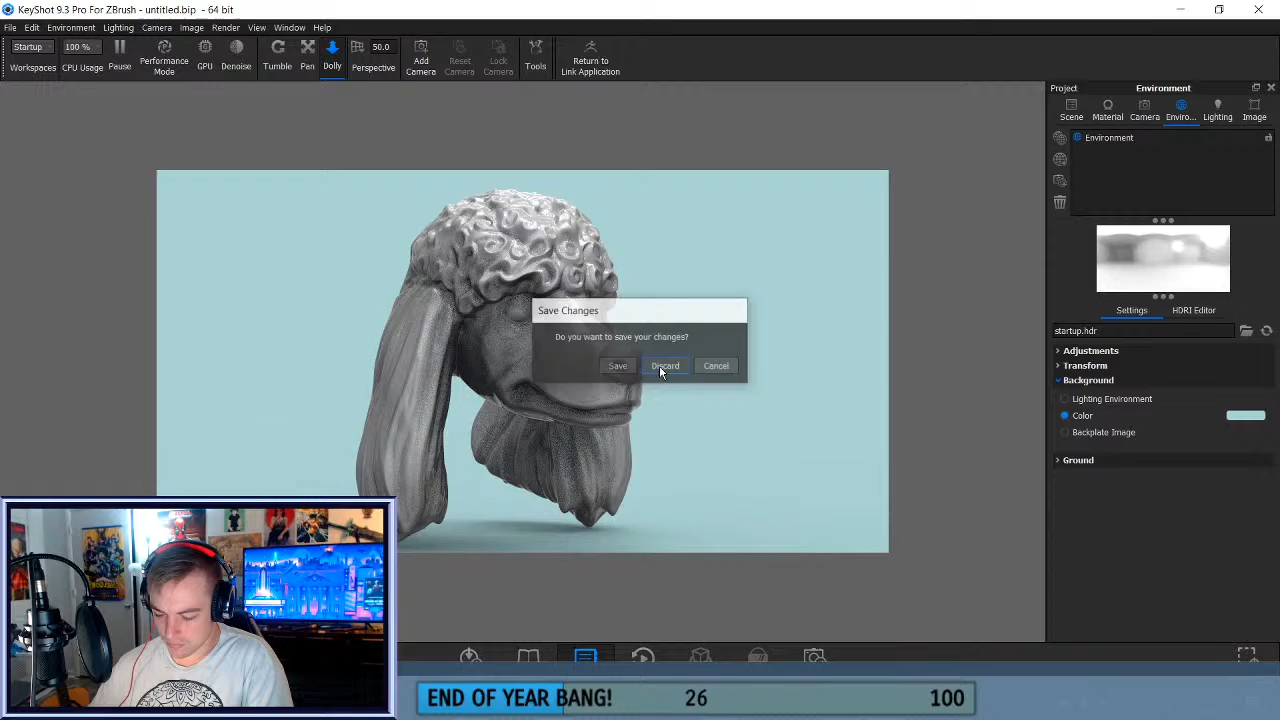 KeyShot 9.3 Pro For ZBrush - untitled.bip - 64 bit
File Edit Environment Lighting Camera Image Render View Window Help
Startup 100 % 50.0
Workspaces CPU Usage Pause Performance Mode GPU Denoise Tumble Pan Dolly Perspective Add Camera Reset Camera Lock Camera Tools Return to Link Application
Project Environment
Scene Material Camera Enviro... Lighting Image
Environment
Settings HDRI Editor
startup.hdr
Adjustments
Transform
Background
Lighting Environment
Color
Backplate Image
Ground
Save Changes
Do you want to save your changes?
Save Discard Cancel
END OF YEAR BANG! 26 100